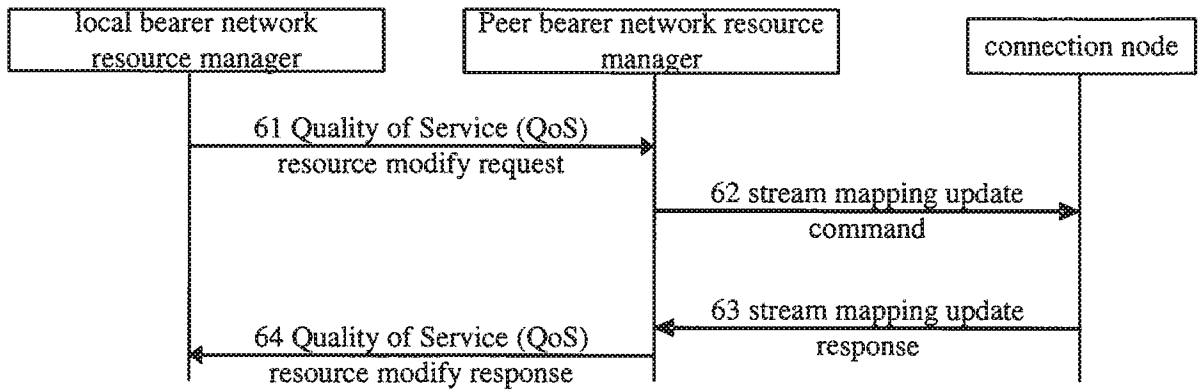 local bearer network
resource manager
Peer bearer network resource
manager
connection node
61 Quality of Service (QoS)
resource modify request
62 stream mapping update
command
63 stream mapping update
response
64 Quality of Service (QoS)
resource modify response